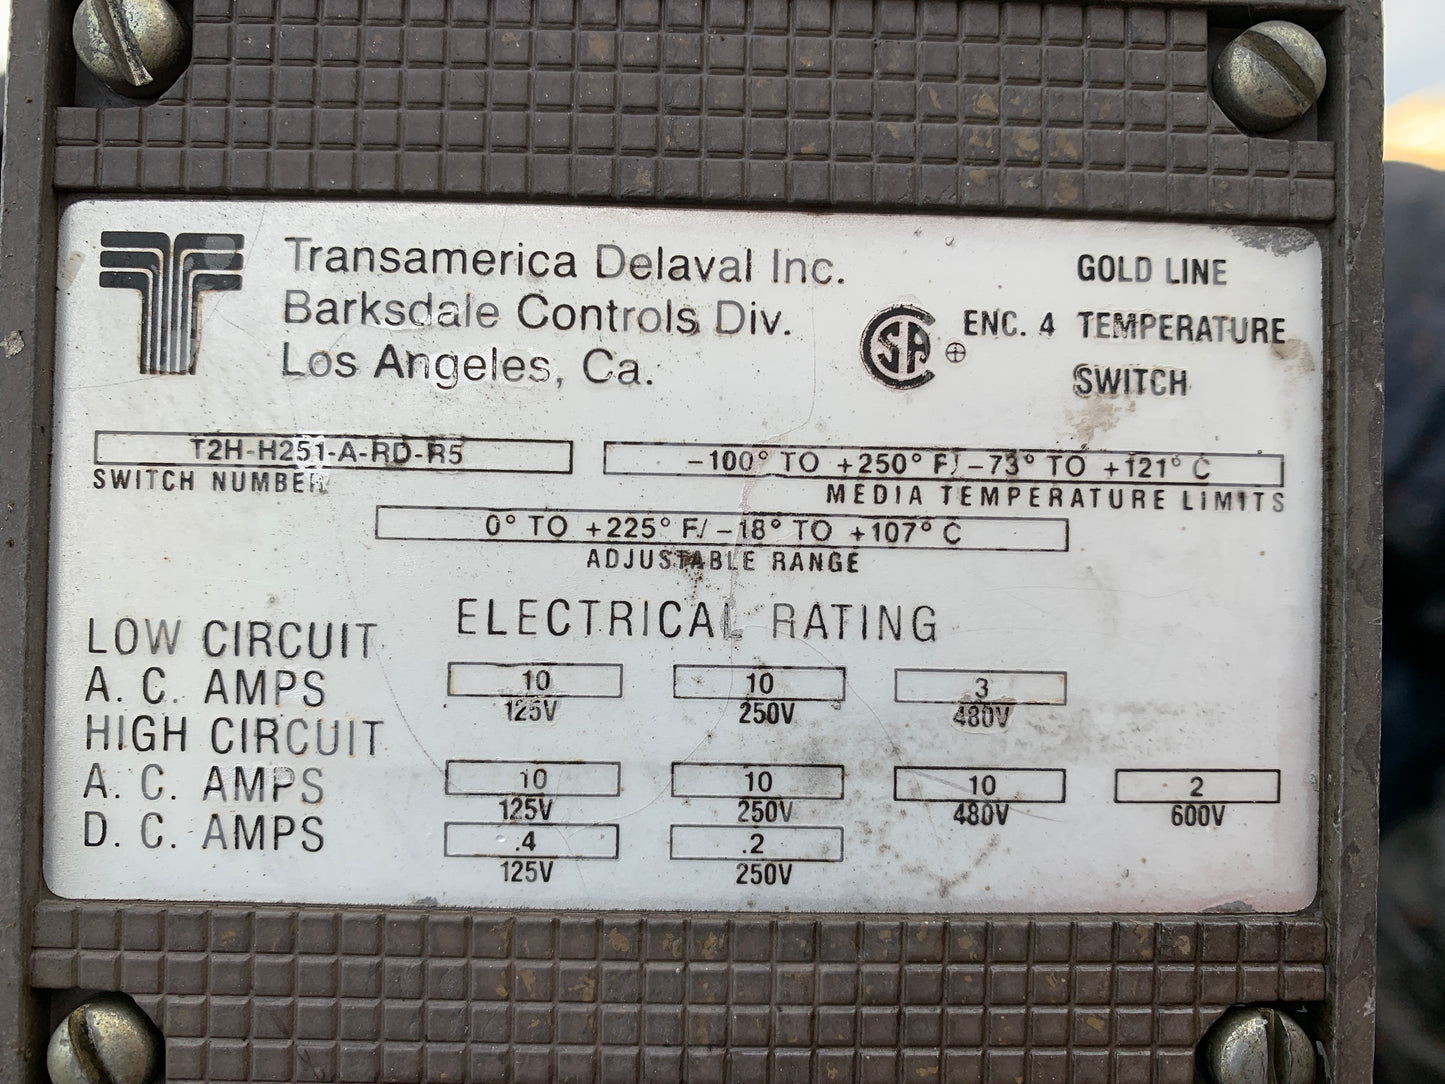 Transamerica Delaval Inc.
Barksdale Controls Div.
Los Angeles, Ca.
SA
ENC. 4
GOLD LINE
TEMPERATURE
SWITCH
T2H-H251-A-RD-R5
SWITCH NUMBER
-100° TO +250° F/ -73° TO +121° C
MEDIA TEMPERATURE LIMITS
0° TO +225° F/ -18° TO +107° C
ADJUSTABLE RANGE
ELECTRICAL RATING
LOW CIRCUIT
A. C. AMPS 10 10 3
125V 250V 480V
HIGH CIRCUIT
A. C. AMPS 10 10 10 2
125V 250V 480V 600V
D. C. AMPS .4 .2
125V 250V